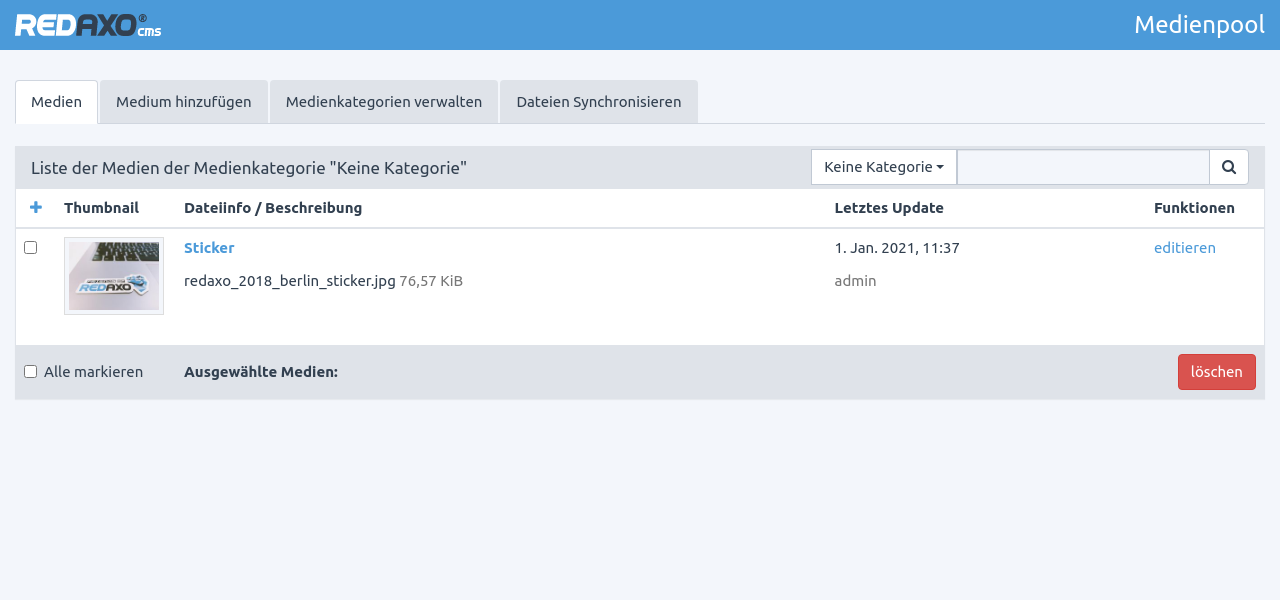 REDAXO® cms
Medienpool
Medien Medium hinzufügen Medienkategorien verwalten Dateien Synchronisieren
Liste der Medien der Medienkategorie "Keine Kategorie" Keine Kategorie
Thumbnail Dateiinfo / Beschreibung Letztes Update Funktionen
Sticker 1. Jan. 2021, 11:37 editieren
REDAXO
redaxo_2018_berlin_sticker.jpg 76,57 KiB admin
Alle markieren Ausgewählte Medien: löschen